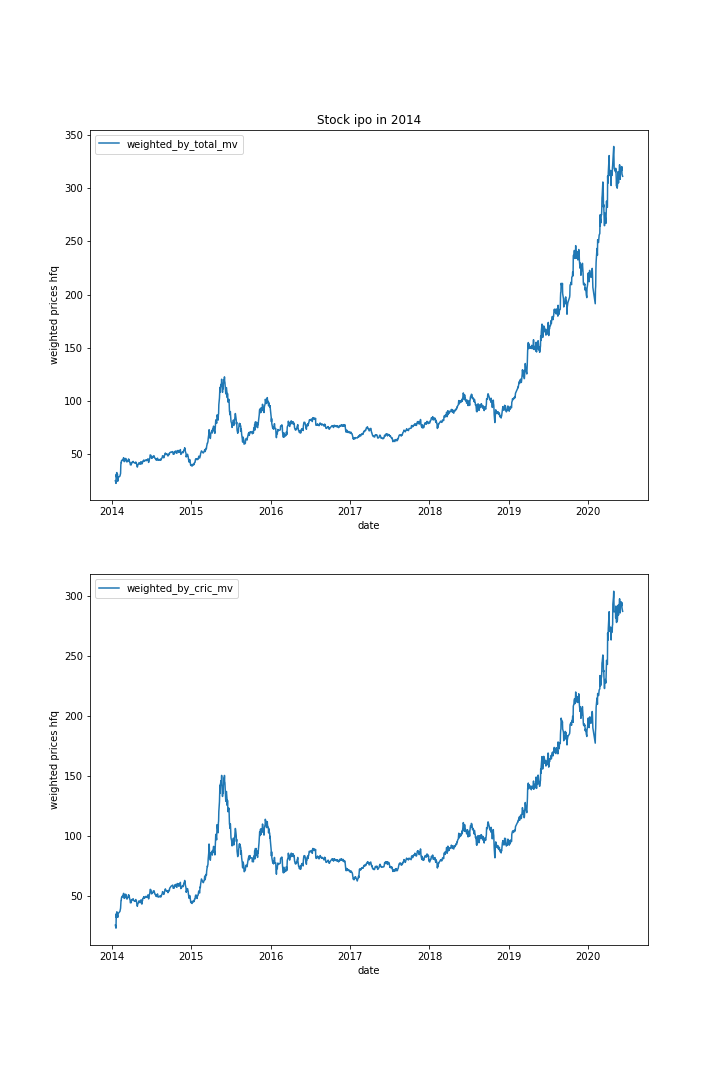 Stock ipo in 2014
weighted_by_total_mv
350
300
250
200
150
100
50
weighted prices hfq
2014 2015 2016 2017 2018 2019 2020
date
weighted_by_cric_mv
300
250
200
150
100
50
weighted prices hfq
2014 2015 2016 2017 2018 2019 2020
date